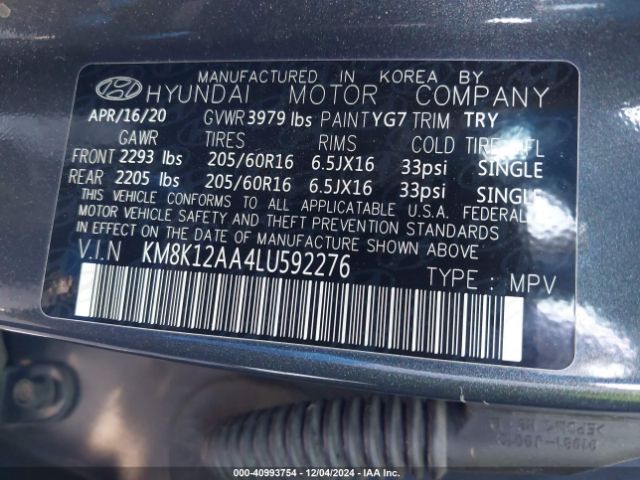 MANUFACTURED IN KOREA BY
HYUNDAI MOTOR COMPANY
APR/16/20 GVWR 3979 lbs PAINT YG7 TRIM TRY
GAWR TIRES RIMS COLD TIRE INFL
FRONT 2293 lbs 205/60R16 6.5JX16 33psi SINGLE
REAR 2205 lbs 205/60R16 6.5JX16 33psi SINGLE
THIS VEHICLE CONFORMS TO ALL APPLICABLE U.S.A. FEDERAL
MOTOR VEHICLE SAFETY AND THEFT PREVENTION STANDARDS
IN EFFECT ON THE DATE OF MANUFACTURE SHOWN ABOVE.
V.I.N KM8K12AA4LU592276 TYPE : MPV
000-40993754 - 12/04/2024 - IAA Inc.